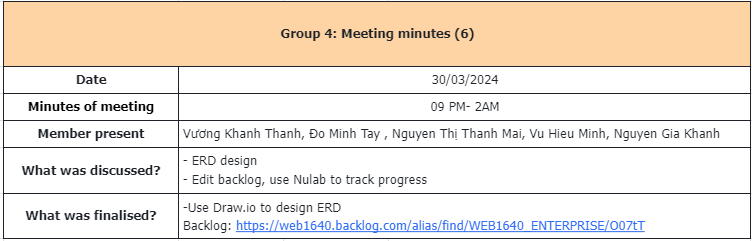 Group 4: Meeting minutes (6)
Date 30/03/2024
Minutes of meeting 09 PM- 2AM
Member present Vương Khanh Thanh, Đo Minh Tay , Nguyen Thị Thanh Mai, Vu Hieu Minh, Nguyen Gia Khanh
What was discussed?
- ERD design
- Edit backlog, use Nulab to track progress
What was finalised?
-Use Draw.io to design ERD
Backlog: https://web1640.backlog.com/alias/find/WEB1640_ENTERPRISE/O07tT